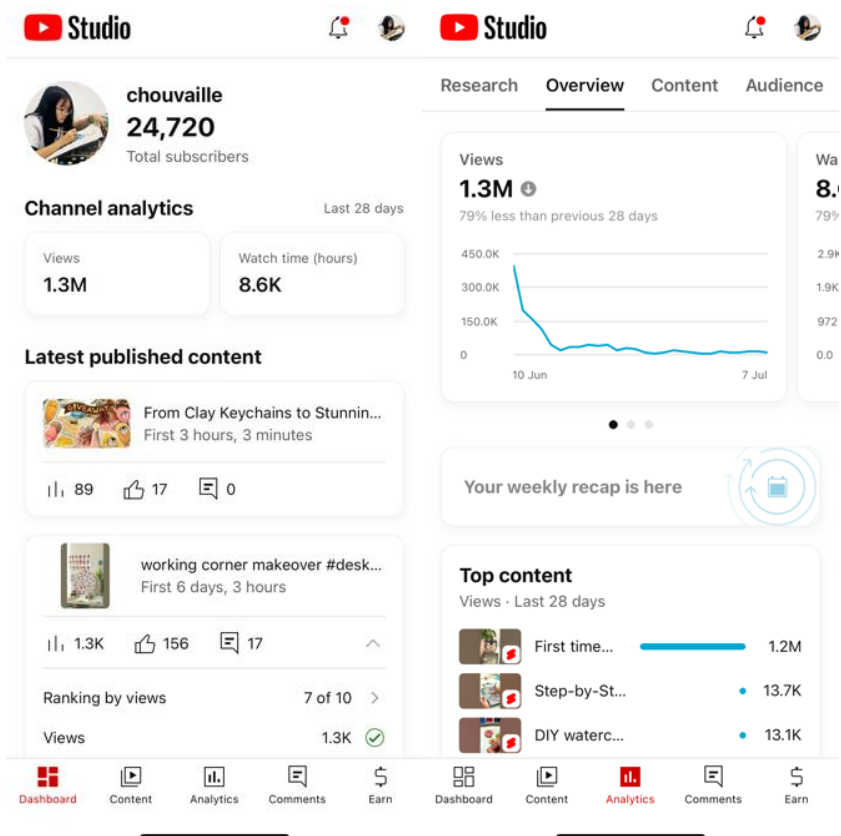 Studio
chouvaille
24,720
Total subscribers
Channel analytics
Last 28 days
Views
1.3M
Watch time (hours)
8.6K
Latest published content
GIVEAWAY
From Clay Keychains to Stunnin...
First 3 hours, 3 minutes
89
17
0
working corner makeover #desk...
First 6 days, 3 hours
1.3K
156
17
Ranking by views
7 of 10
Views
1.3K
Dashboard
Content
Analytics
Comments
Earn
Studio
Research
Overview
Content
Audience
Views
1.3M
79% less than previous 28 days
450.0K
300.0K
150.0K
0
10 Jun
7 Jul
Wa
8.
79%
2.9K
1.9K
972
0.0
Your weekly recap is here
Top content
Views · Last 28 days
First time...
1.2M
Step-by-St...
13.7K
DIY waterc...
13.1K
Dashboard
Content
Analytics
Comments
Earn